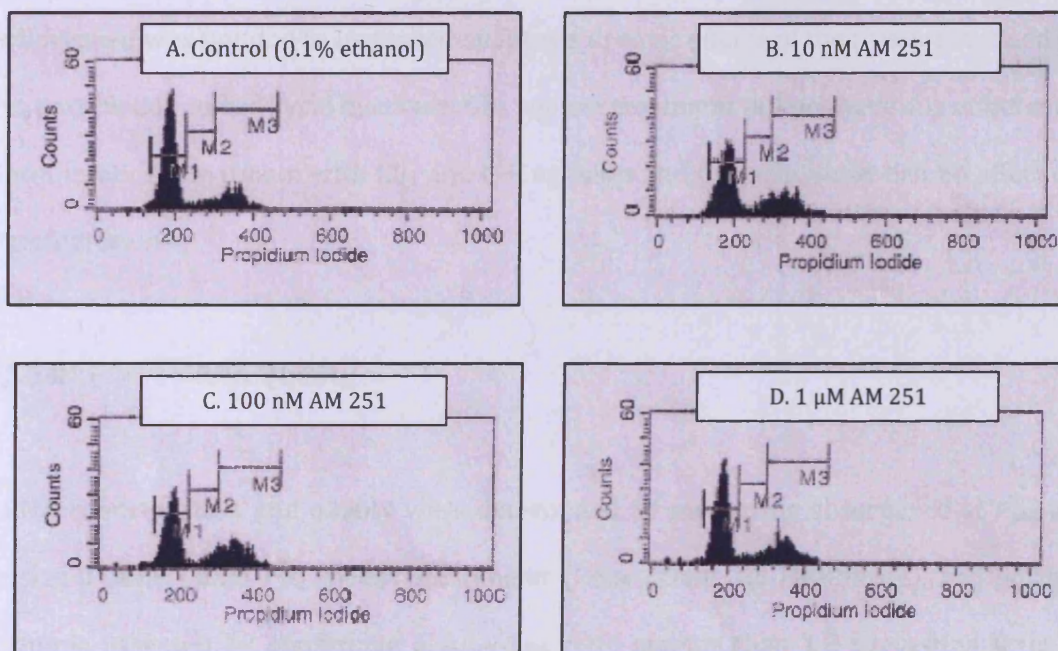 A. Control (0.1% ethanol)
60
Counts
0
M1
M2
M3
0 200 400 600 800 1000
Propidium Iodide
B. 10 nM AM 251
60
Counts
0
M1
M2
M3
0 200 400 600 800 1000
Propidium Iodide
C. 100 nM AM 251
60
Counts
0
M2
M3
0 200 400 600 800 1000
Propidium Iodide
D. 1 µM AM 251
60
Counts
0
M2
M3
0 200 400 600 800 1000
Propidium Iodide